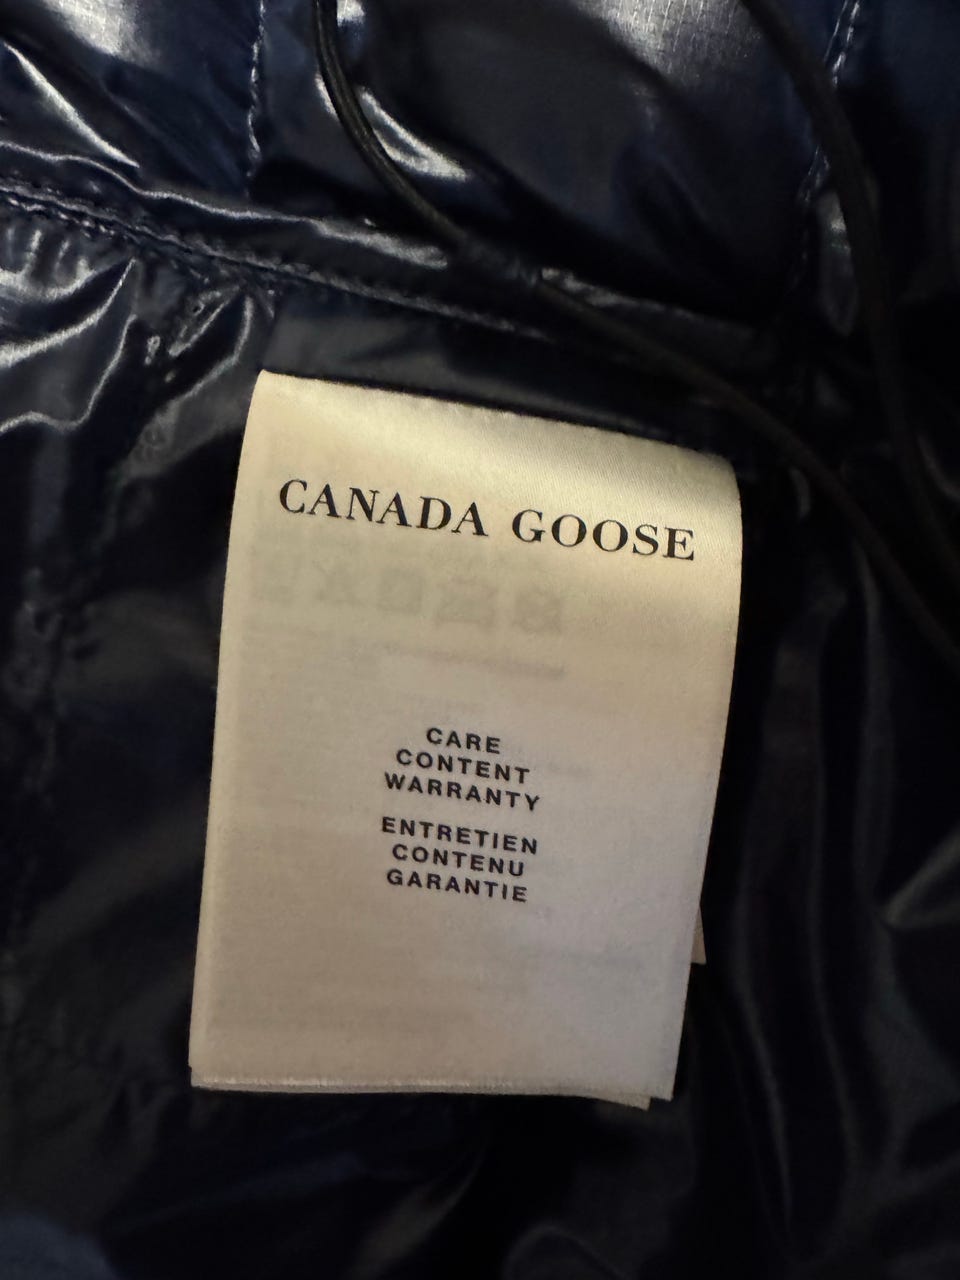 CANADA GOOSE
CARE
CONTENT
WARRANTY
ENTRETIEN
CONTENU
GARANTIE